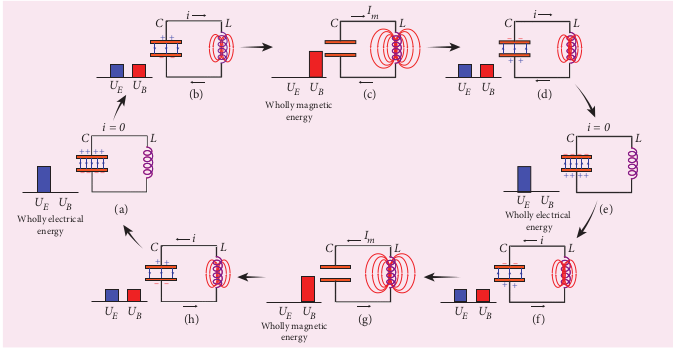 i
C L
+ +
− −
U_E U_B
(b)
I_m
C L
U_E U_B
Wholly magnetic
energy
(c)
i
C L
− −
+ +
U_E U_B
(d)
i = 0
C L
++ ++
U_E U_B
Wholly electrical
energy
(a)
i = 0
C L
++ ++
U_E U_B
Wholly electrical
energy
(e)
i
C L
+ +
− −
U_E U_B
(h)
I_m
C L
U_E U_B
Wholly magnetic
energy
(g)
i
C L
− −
+ +
U_E U_B
(f)